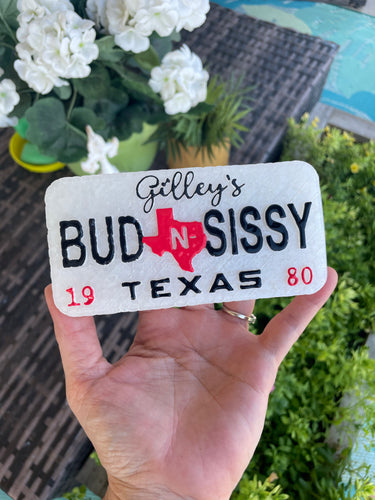 Gilley's
BUD -N- SISSY
19 TEXAS 80